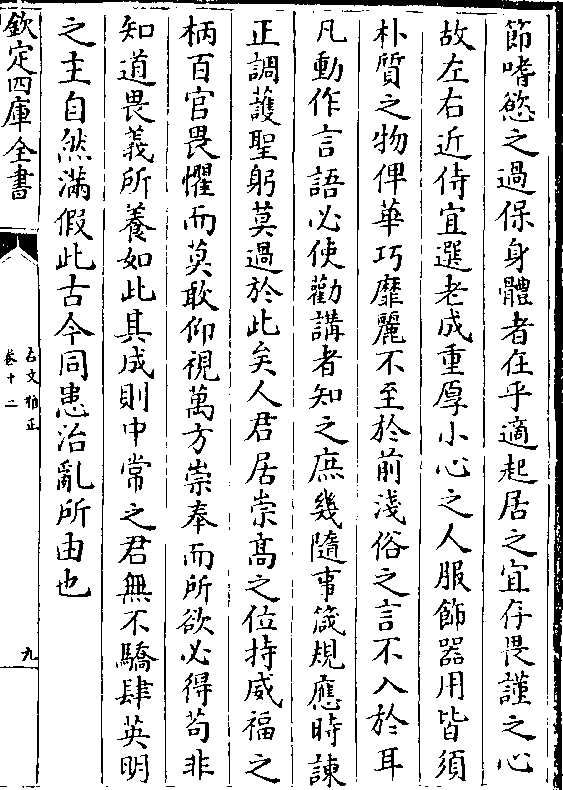 節嗜慾之過保身體者在乎適起居之宜存畏謹之心
故左右近侍宜選老成重厚小心之人服飾器用皆須
朴質之物俾華巧靡麗不至於前淺俗之言不入於耳
凡動作言語必使勸講者知之庶幾隨事箴規應時諫
正調䕶聖躬莫過於此矣人君居崇髙之位持威福之
柄百官畏懼而莫敢仰視萬方崇奉而所欲必得苟非
知道畏義所養如此其成則中常之君無不驕肆英明
之主自然滿假此古今同患治亂所由也
欽定四庫全書
古文雅正
卷十二
九